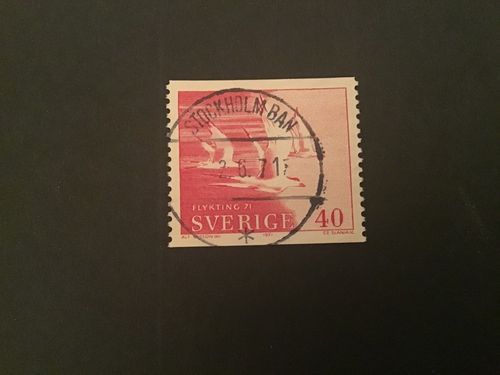 STOCKHOLM BAN
2.6.71
FLYKTING 71
SVERIGE 40